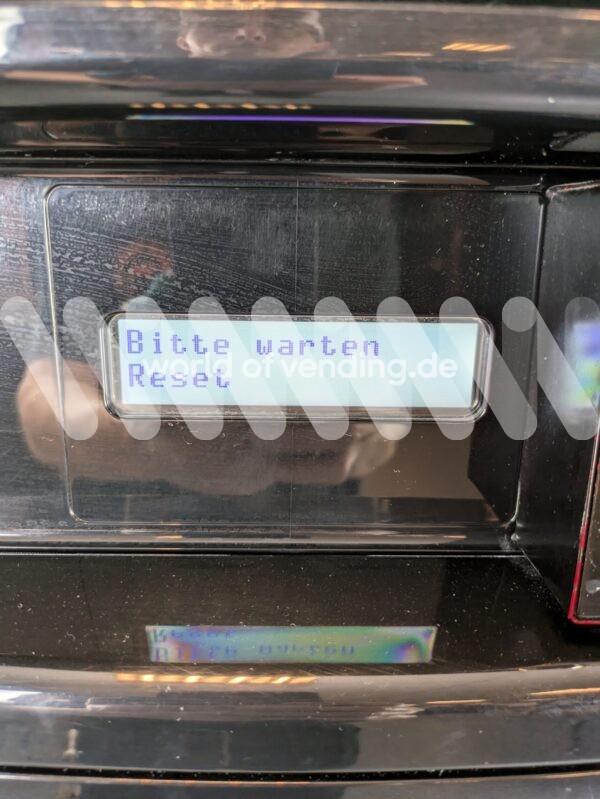 Bitte warten
world of vending.de
Reset